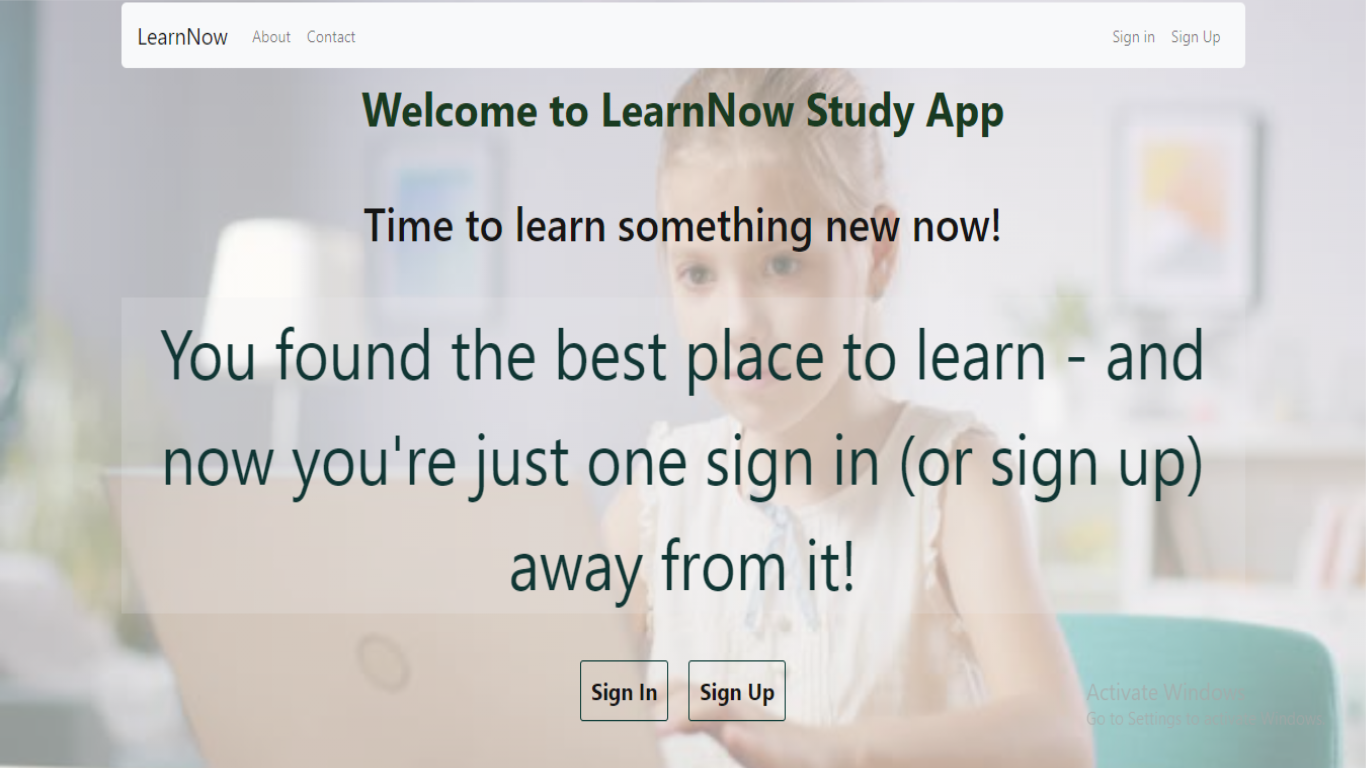 LearnNow About Contact Sign in Sign Up
Welcome to LearnNow Study App
Time to learn something new now!
You found the best place to learn - and
now you're just one sign in (or sign up)
away from it!
Sign In Sign Up
Activate Windows
Go to Settings to activate Windows.